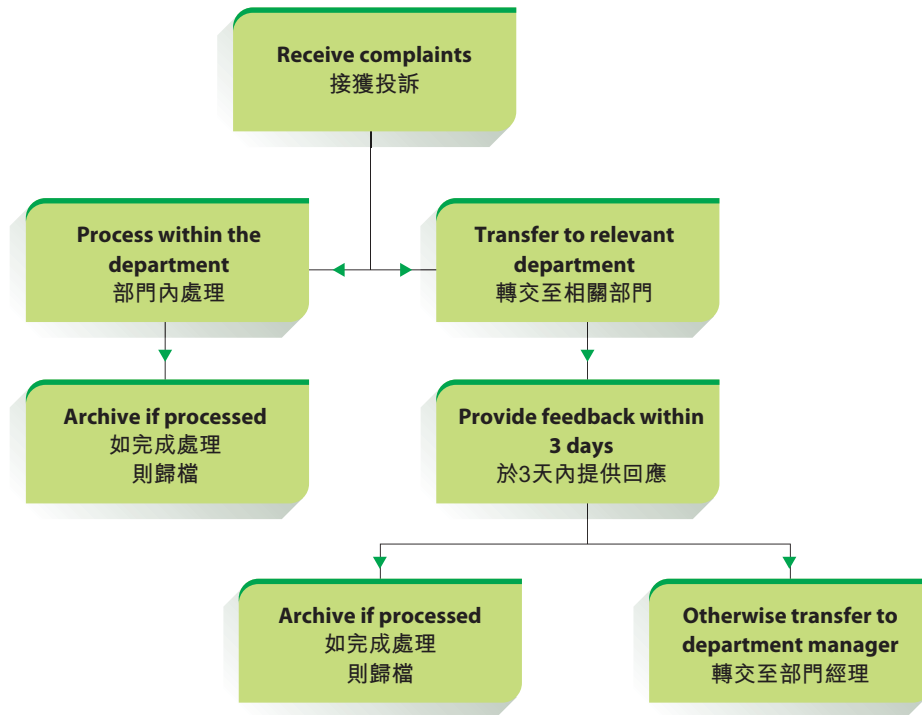 Receive complaints
接獲投訴
Process within the
department
部門內處理
Transfer to relevant
department
轉交至相關部門
Archive if processed
如完成處理
則歸檔
Provide feedback within
3 days
於3天內提供回應
Archive if processed
如完成處理
則歸檔
Otherwise transfer to
department manager
轉交至部門經理